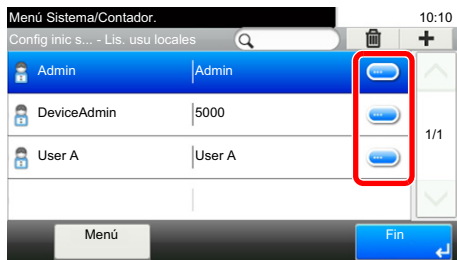 Menú Sistema/Contador.
10:10
Config inic s... - Lis. usu locales
Admin
Admin
DeviceAdmin
5000
1/1
User A
User A
Menú
Fin